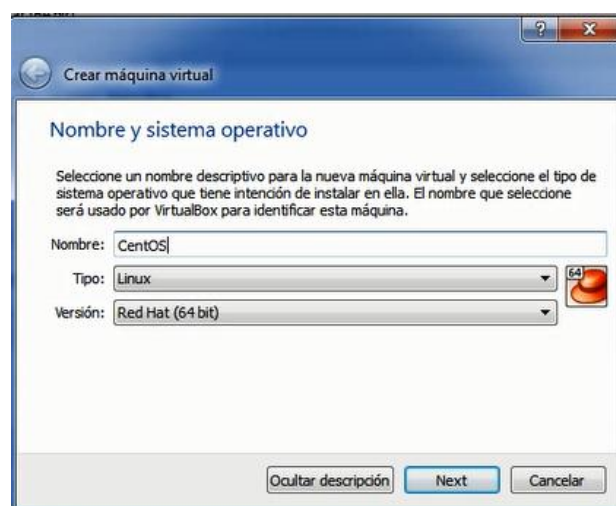 Crear máquina virtual
Nombre y sistema operativo
Seleccione un nombre descriptivo para la nueva máquina virtual y seleccione el tipo de
sistema operativo que tiene intención de instalar en ella. El nombre que seleccione
será usado por VirtualBox para identificar esta máquina.
Nombre: CentOS
Tipo: Linux
64
Versión: Red Hat (64 bit)
Ocultar descripción Next Cancelar